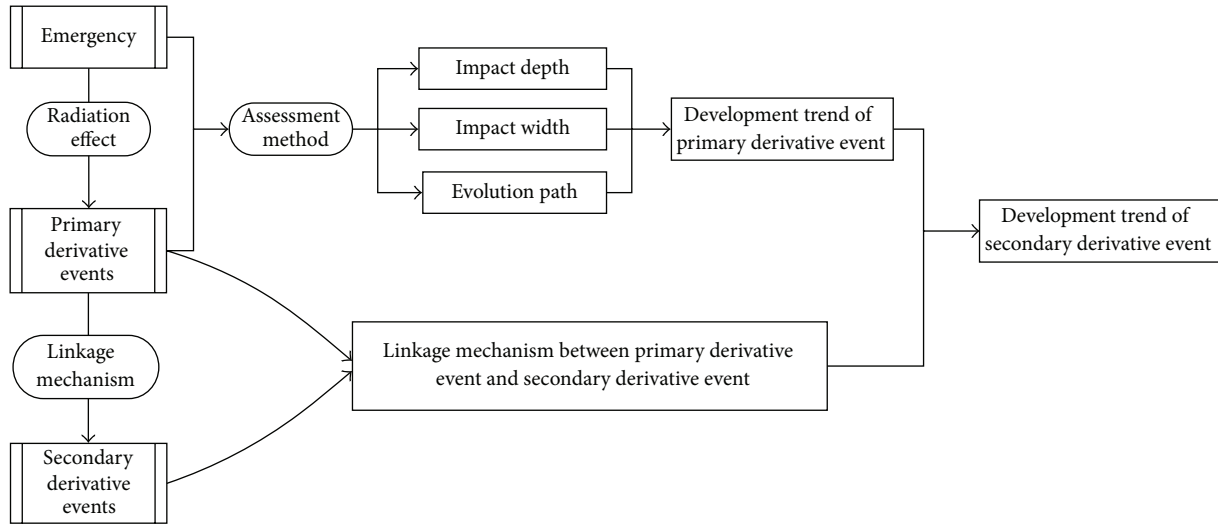 Emergency
Radiation
effect
Primary
derivative
events
Linkage
mechanism
Secondary
derivative
events
Assessment
method
Impact depth
Impact width
Evolution path
Development trend of
primary derivative event
Linkage mechanism between primary derivative
event and secondary derivative event
Development trend of
secondary derivative event